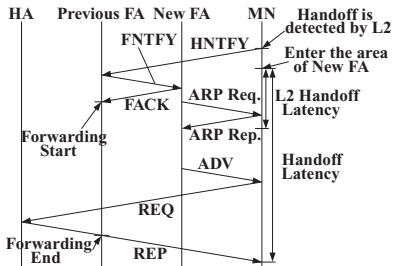 HA Previous FA New FA MN
Handoff is
detected by L2
FNTFY
HNTFY
Enter the area
of New FA
ARP Req.
L2 Handoff
Latency
FACK
Forwarding
Start
ARP Rep.
ADV
Handoff
Latency
REQ
Forwarding
End
REP